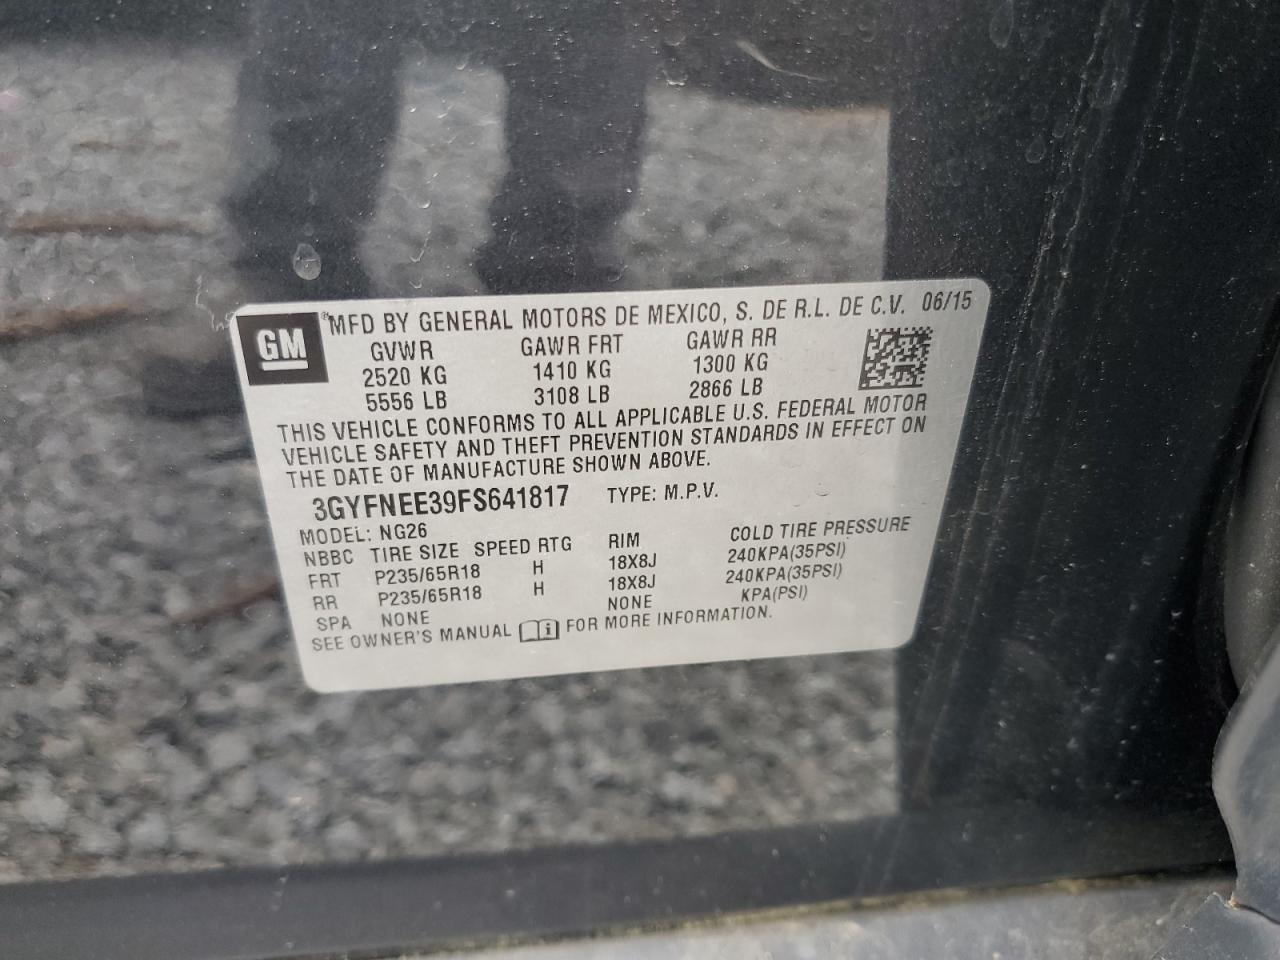 GM
® MFD BY GENERAL MOTORS DE MEXICO, S. DE R.L. DE C.V. 06/15
GVWR GAWR FRT GAWR RR
2520 KG 1410 KG 1300 KG
5556 LB 3108 LB 2866 LB
THIS VEHICLE CONFORMS TO ALL APPLICABLE U.S. FEDERAL MOTOR
VEHICLE SAFETY AND THEFT PREVENTION STANDARDS IN EFFECT ON
THE DATE OF MANUFACTURE SHOWN ABOVE.
3GYFNEE39FS641817 TYPE: M.P.V.
MODEL: NG26
NBBC TIRE SIZE SPEED RTG RIM COLD TIRE PRESSURE
FRT P235/65R18 H 18X8J 240KPA(35PSI)
RR P235/65R18 H 18X8J 240KPA(35PSI)
SPA NONE NONE KPA(PSI)
SEE OWNER'S MANUAL i FOR MORE INFORMATION.